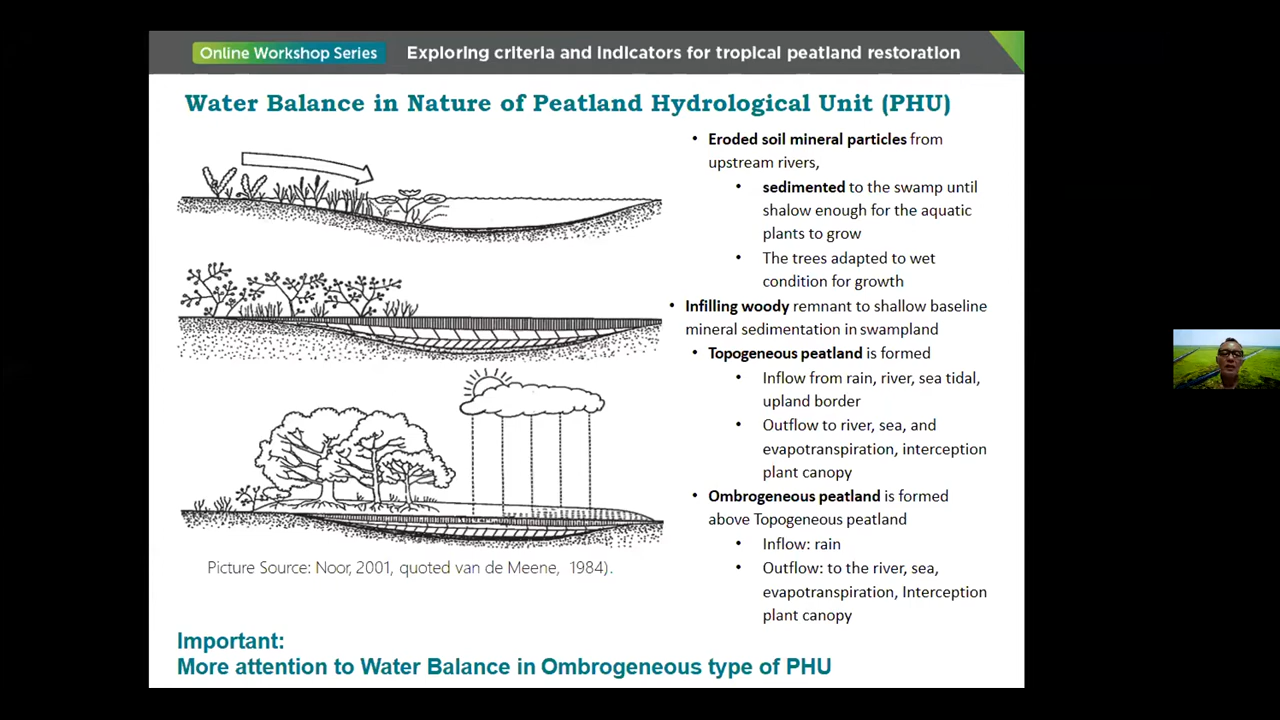 Online Workshop Series Exploring criteria and indicators for tropical peatland restoration
Water Balance in Nature of Peatland Hydrological Unit (PHU)
• Eroded soil mineral particles from
upstream rivers,
• sedimented to the swamp until
shalow enough for the aquatic
plants to grow
• The trees adapted to wet
condition for growth
• Infilling woody remnant to shallow baseline
mineral sedimentation in swampland
• Topogeneous peatland is formed
• Inflow from rain, river, sea tidal,
upland border
• Outflow to river, sea, and
evapotranspiration, interception
plant canopy
• Ombrogeneous peatland is formed
above Topogeneous peatland
• Inflow: rain
• Outflow: to the river, sea,
evapotranspiration, Interception
plant canopy
Picture Source: Noor, 2001, quoted van de Meene, 1984).
Important:
More attention to Water Balance in Ombrogeneous type of PHU